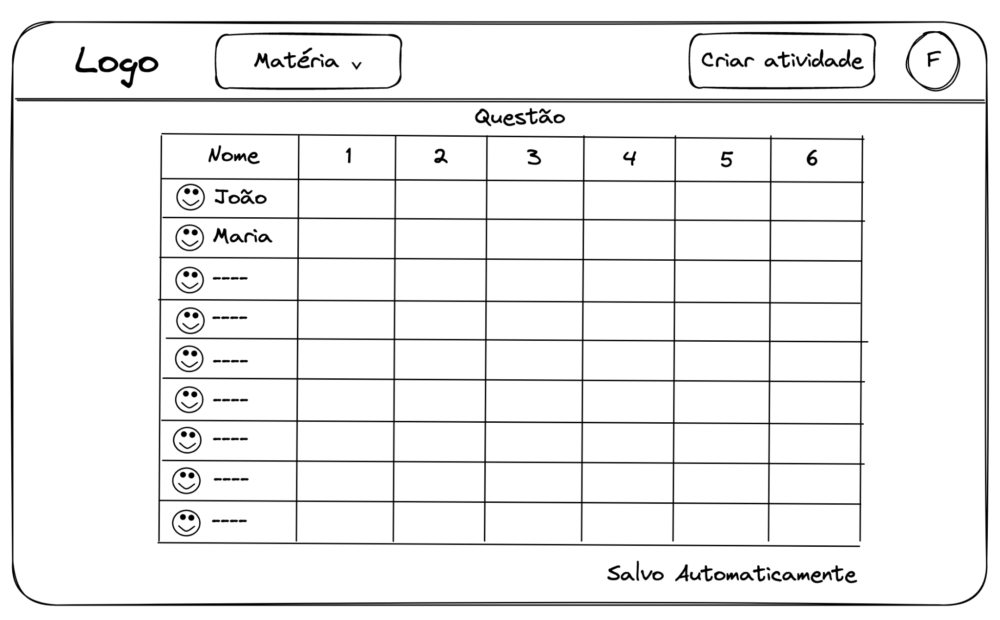 Logo Matéria v Criar atividade F
Questão
Nome 1 2 3 4 5 6
João
Maria
----
----
----
----
----
----
----
Salvo Automaticamente